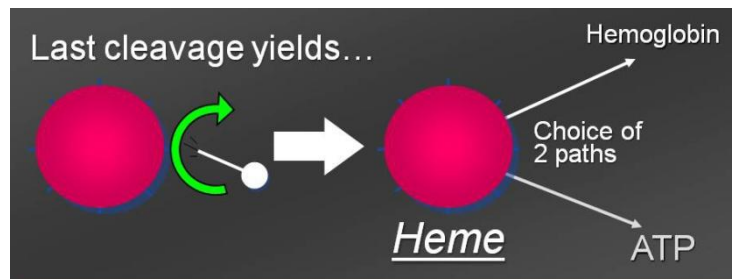 Last cleavage yields…
Hemoglobin
Choice of
2 paths
Heme
ATP